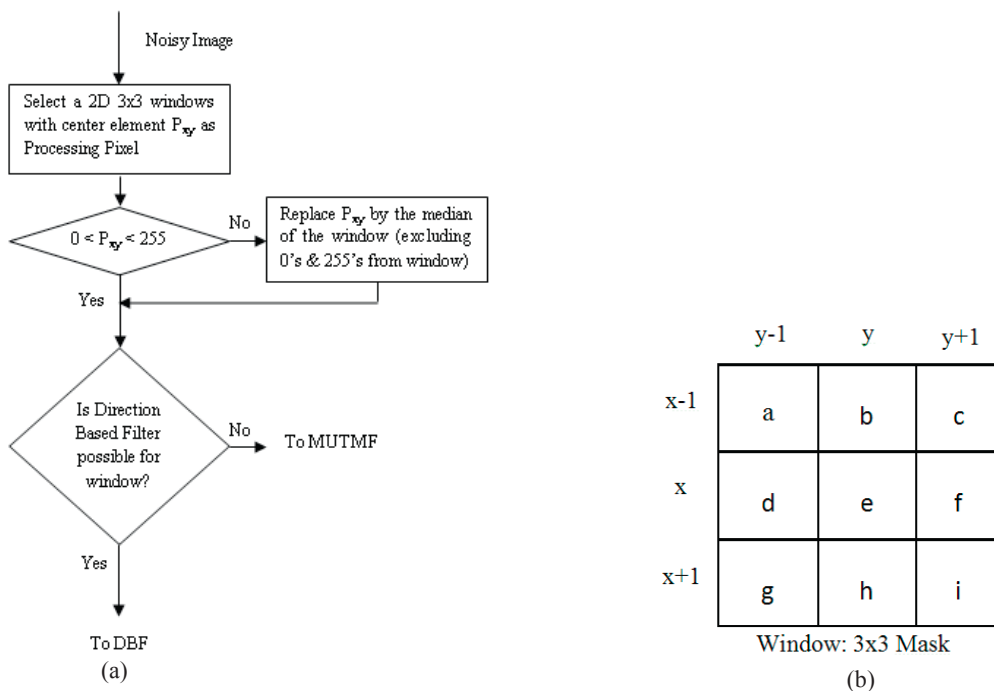 Noisy Image
Select a 2D 3x3 windows
with center element Pxy as
Processing Pixel
0 < Pxy < 255
No
Replace Pxy by the median
of the window (excluding
0's & 255's from window)
Yes
Is Direction
Based Filter
possible for
window?
No
To MUTMF
Yes
To DBF
(a)
y-1 y y+1
x-1 a b c
x d e f
x+1 g h i
Window: 3x3 Mask
(b)